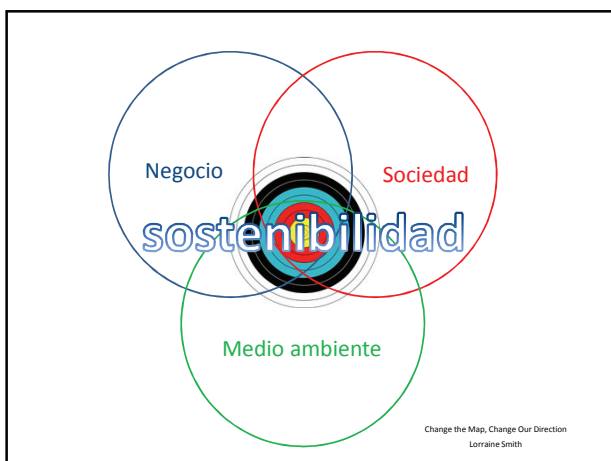 Negocio
Sociedad
sostenibilidad
Medio ambiente
Change the Map, Change Our Direction
Lorraine Smith